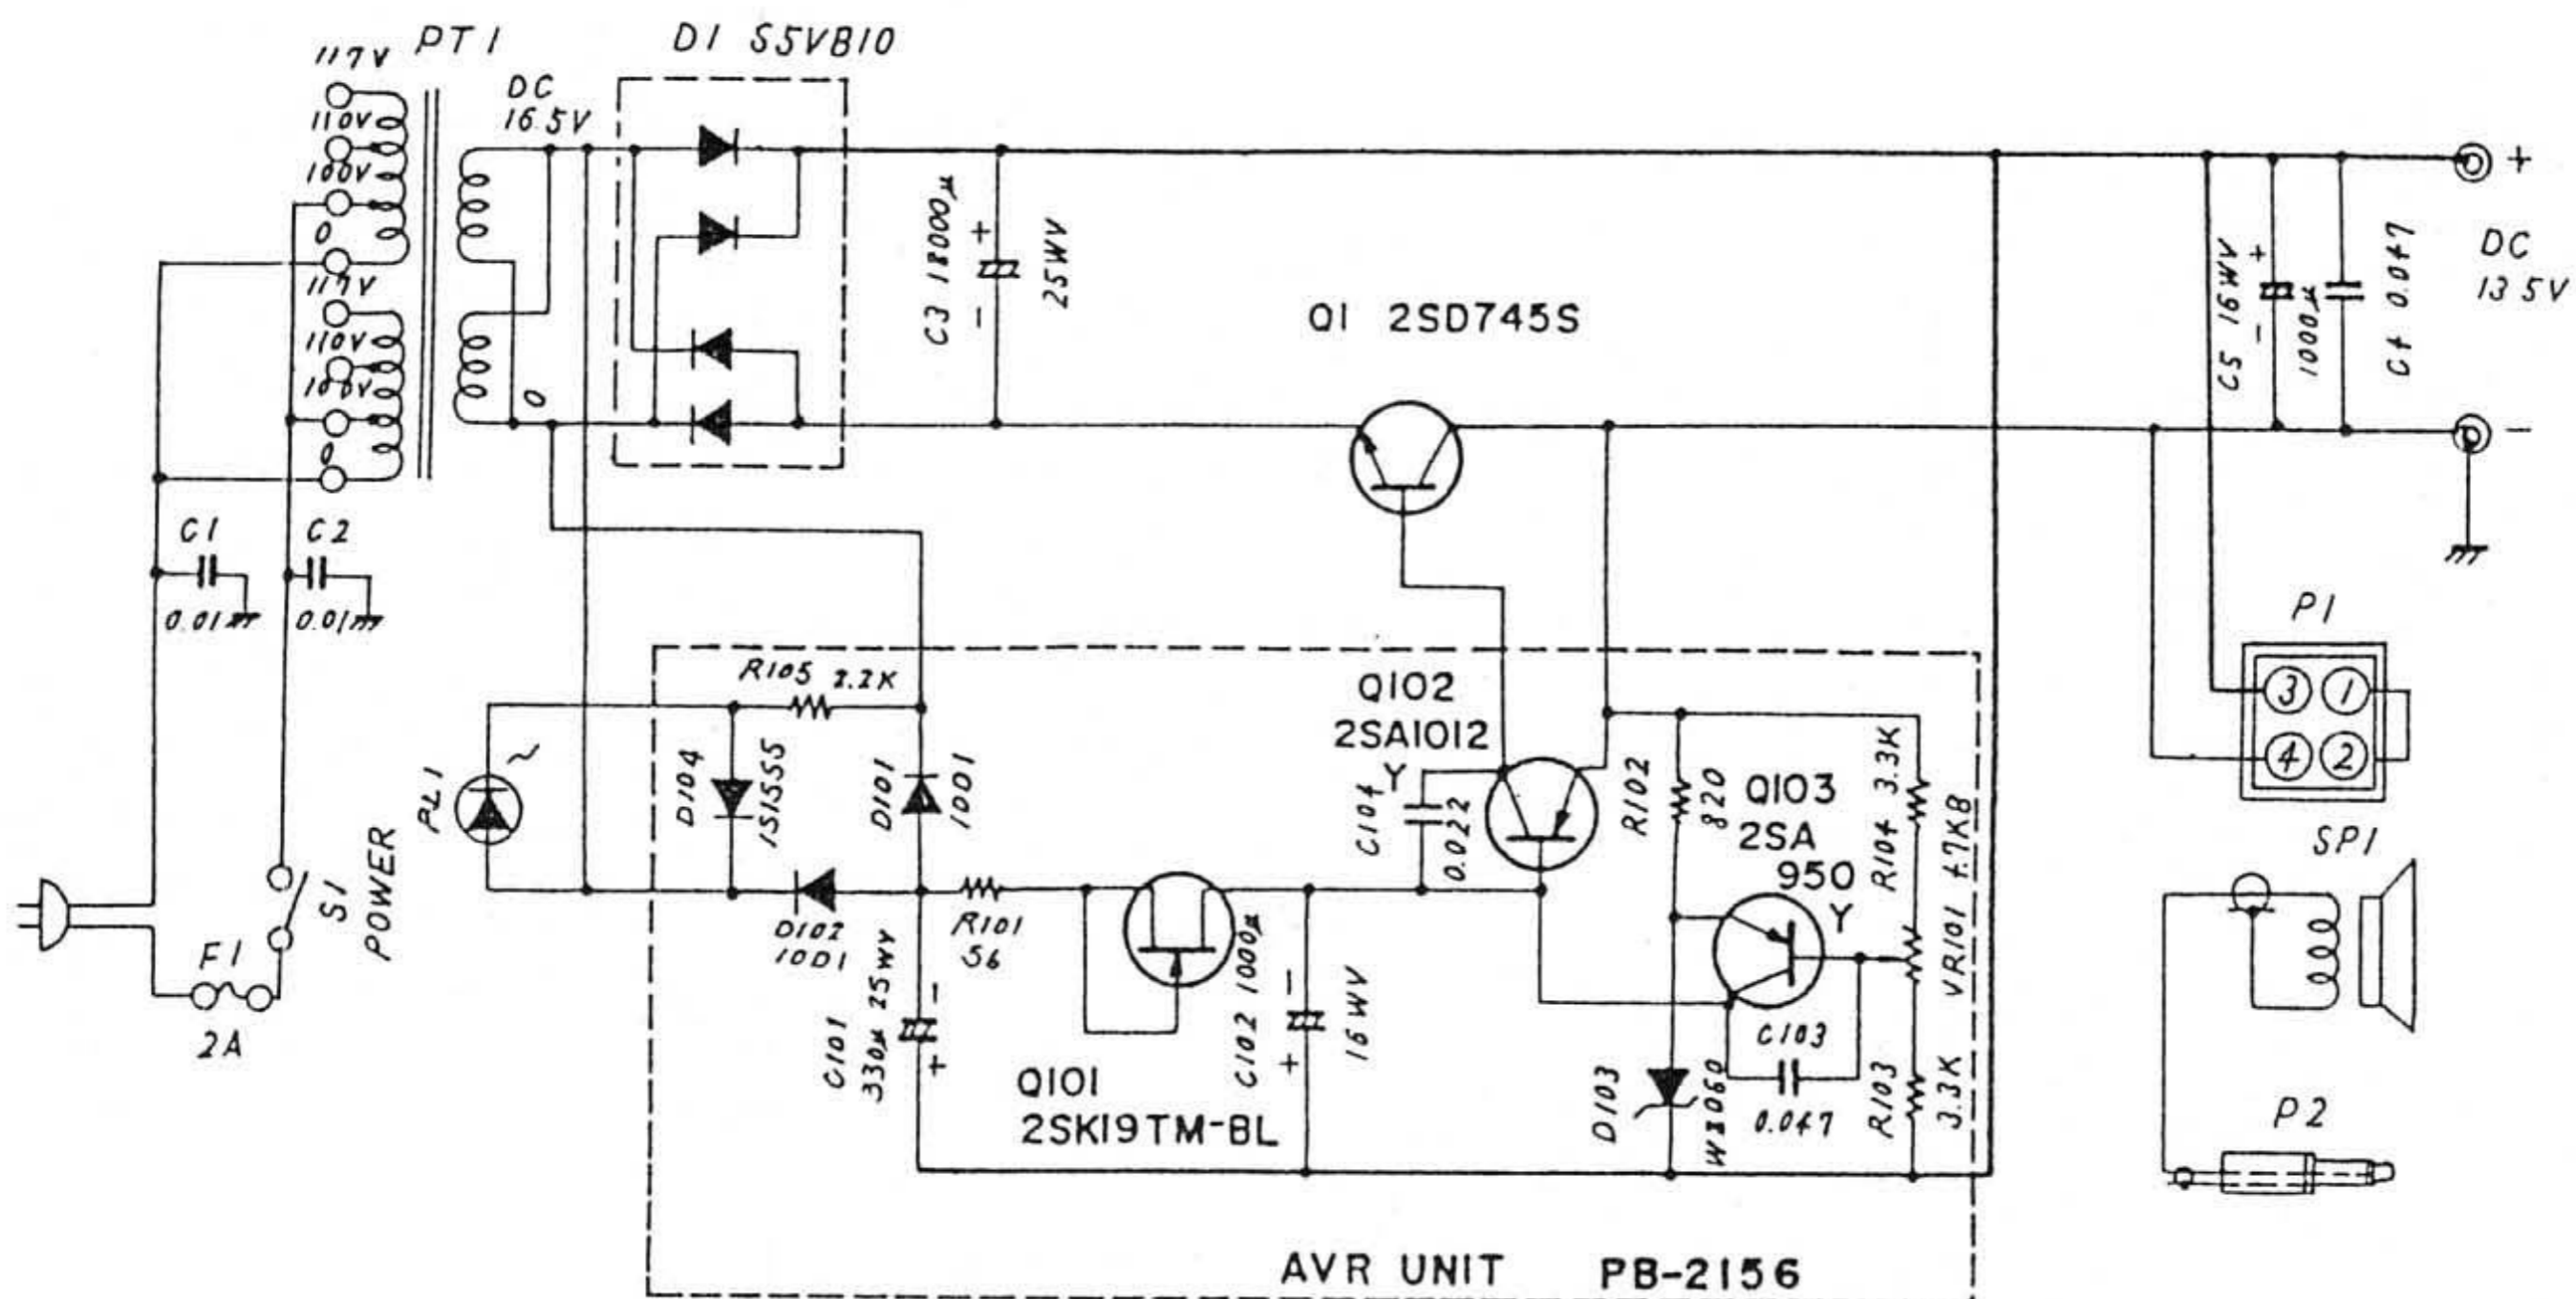 117V
PT1
D1 S5VB10
110V
DC
16.5V
100V
0
117V
110V
100V
0
0
C3 18000μ
+
-
25WV
Q1 2SD745S
C5 16WV
+
-
1000μ
C4 0.047
+
DC
13.5V
-
C1
C2
0.01
0.01
P1
3
1
4
2
R105 2.2K
Q102
2SA1012
Y
PL1
~
D104
1S1555
D101
10D1
C104
0.022
R102
820
Q103
2SA
950
Y
R104 3.3K
VR101 4.7KB
SP1
S1
POWER
F1
2A
D102
10D1
R101
56
C101
330μ 25WV
-
+
Q101
2SK19TM-BL
C102 1000μ
-
+
16WV
D103
WZ060
C103
0.047
R103
3.3K
P2
AVR UNIT PB-2156